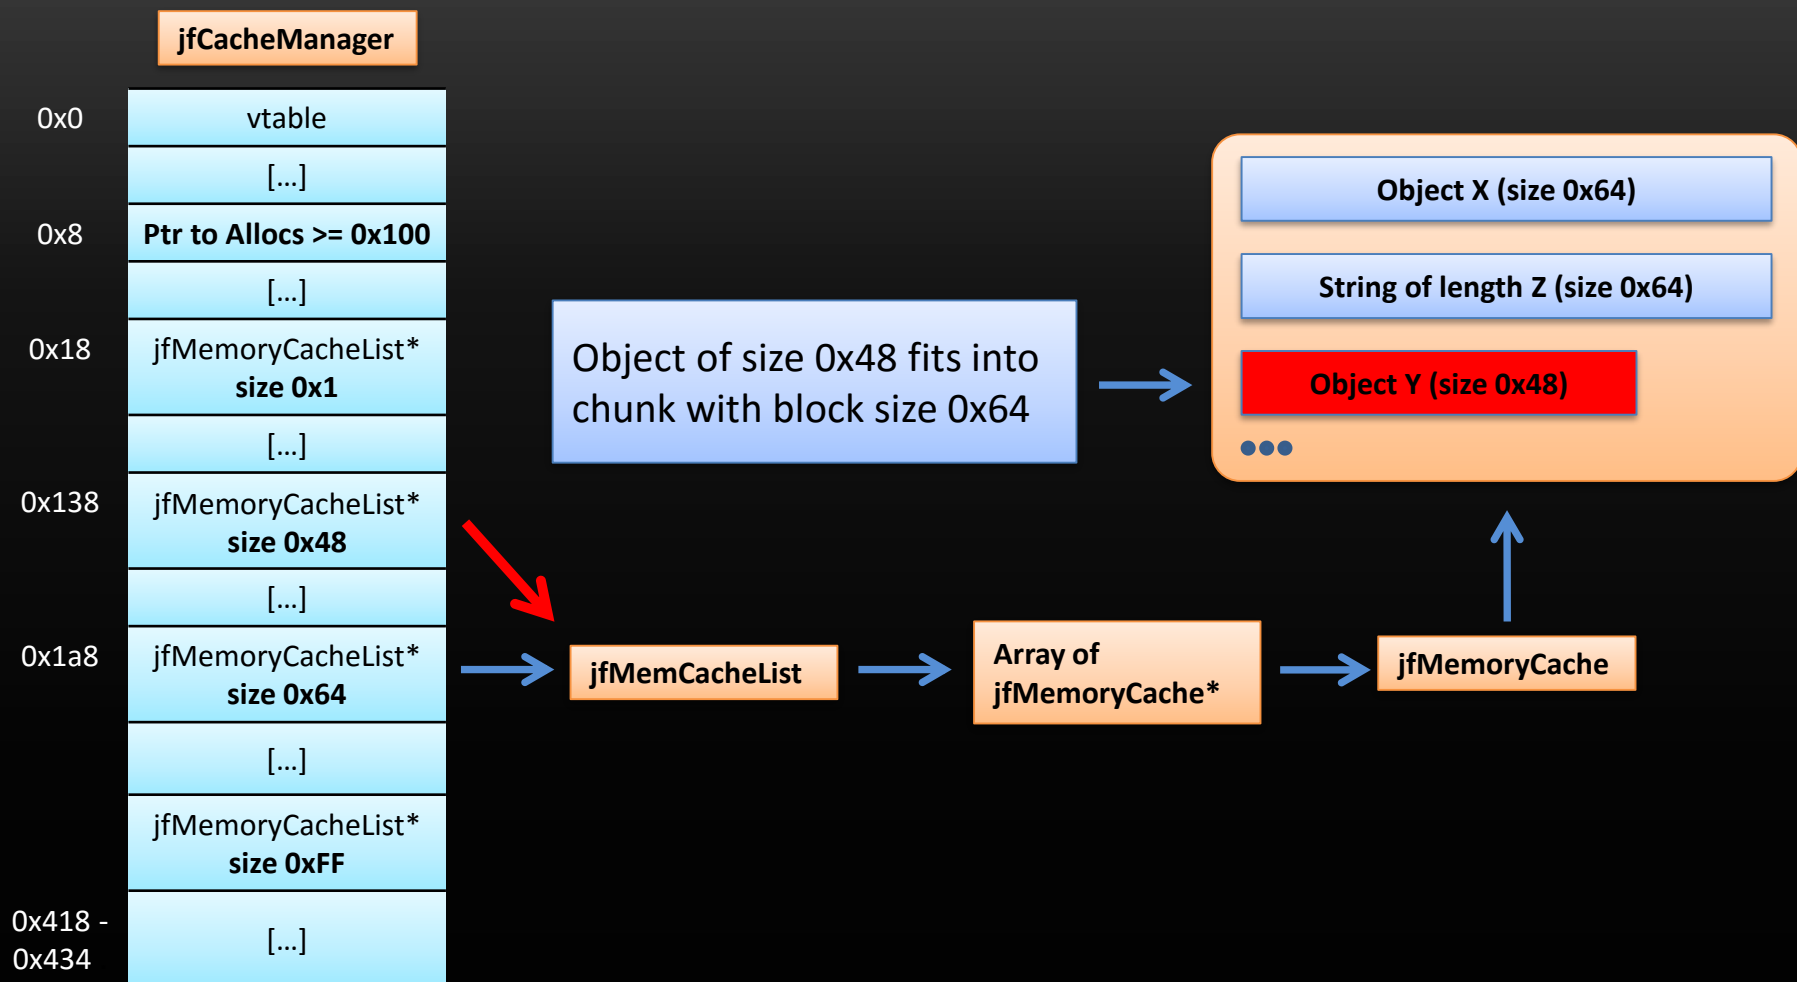 jfCacheManager
0x0
vtable
[...]
0x8
Ptr to Allocs >= 0x100
[...]
0x18
jfMemoryCacheList*
size 0x1
[...]
0x138
jfMemoryCacheList*
size 0x48
[...]
0x1a8
jfMemoryCacheList*
size 0x64
[...]
jfMemoryCacheList*
size 0xFF
0x418 -
0x434
[...]
Object of size 0x48 fits into
chunk with block size 0x64
Object X (size 0x64)
String of length Z (size 0x64)
Object Y (size 0x48)
jfMemCacheList
Array of
jfMemoryCache*
jfMemoryCache